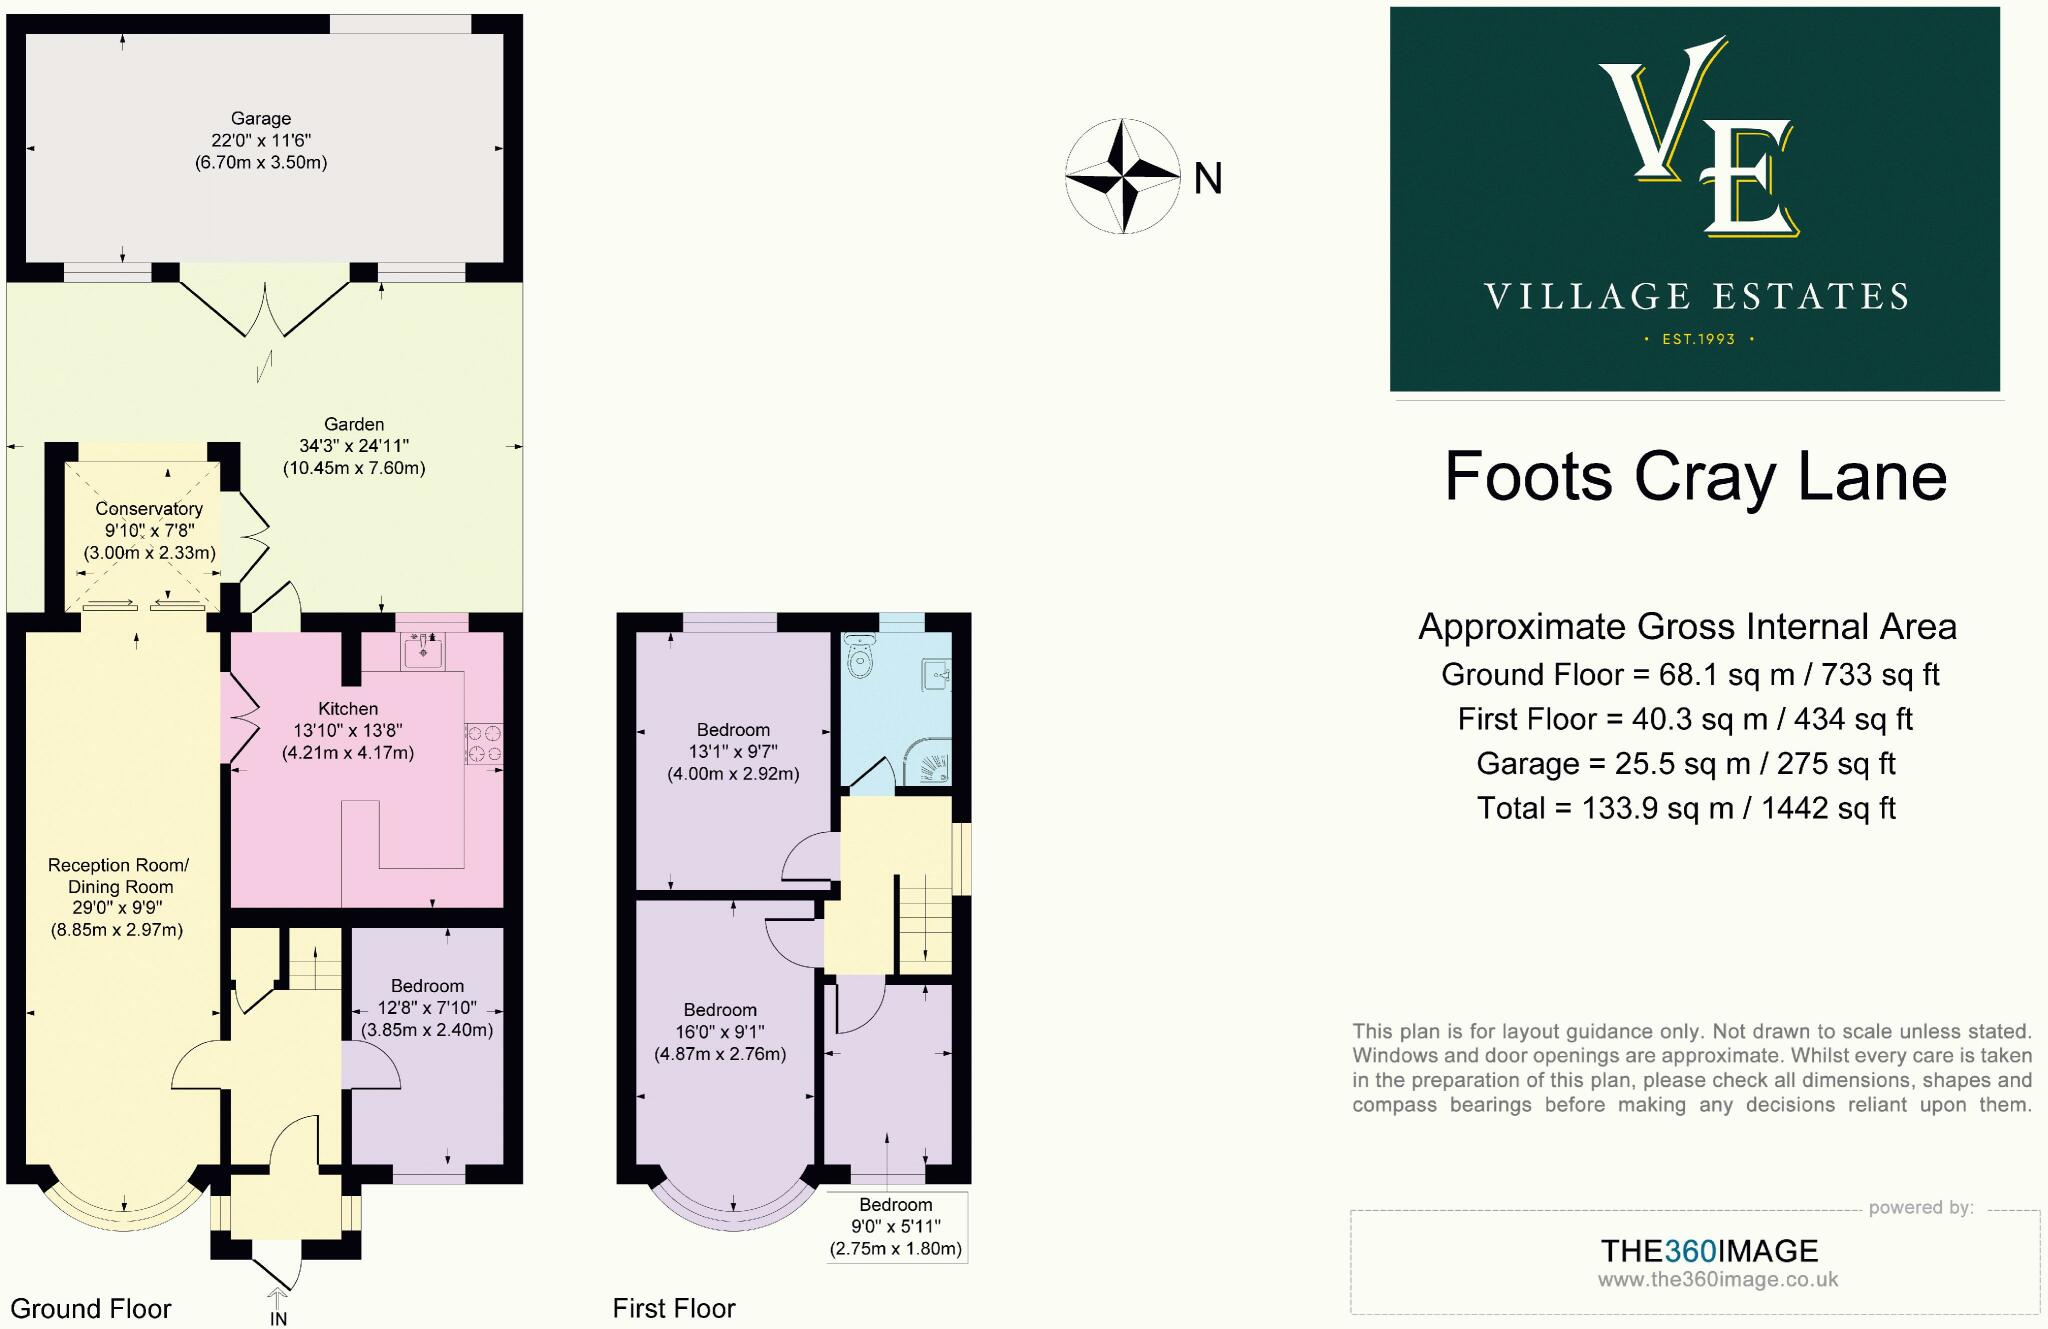 Garage
22'0" x 11'6"
(6.70m x 3.50m)
Garden
34'3" x 24'11"
(10.45m x 7.60m)
Conservatory
9'10" x 7'8"
(3.00m x 2.33m)
Kitchen
13'10" x 13'8"
(4.21m x 4.17m)
Reception Room/
Dining Room
29'0" x 9'9"
(8.85m x 2.97m)
Bedroom
12'8" x 7'10"
(3.85m x 2.40m)
IN
Ground Floor
N
Bedroom
13'1" x 9'7"
(4.00m x 2.92m)
Bedroom
16'0" x 9'1"
(4.87m x 2.76m)
Bedroom
9'0" x 5'11"
(2.75m x 1.80m)
First Floor
VE
VILLAGE ESTATES
• EST.1993 •
Foots Cray Lane
Approximate Gross Internal Area
Ground Floor = 68.1 sq m / 733 sq ft
First Floor = 40.3 sq m / 434 sq ft
Garage = 25.5 sq m / 275 sq ft
Total = 133.9 sq m / 1442 sq ft
This plan is for layout guidance only. Not drawn to scale unless stated.
Windows and door openings are approximate. Whilst every care is taken
in the preparation of this plan, please check all dimensions, shapes and
compass bearings before making any decisions reliant upon them.
powered by:
THE360IMAGE
www.the360image.co.uk